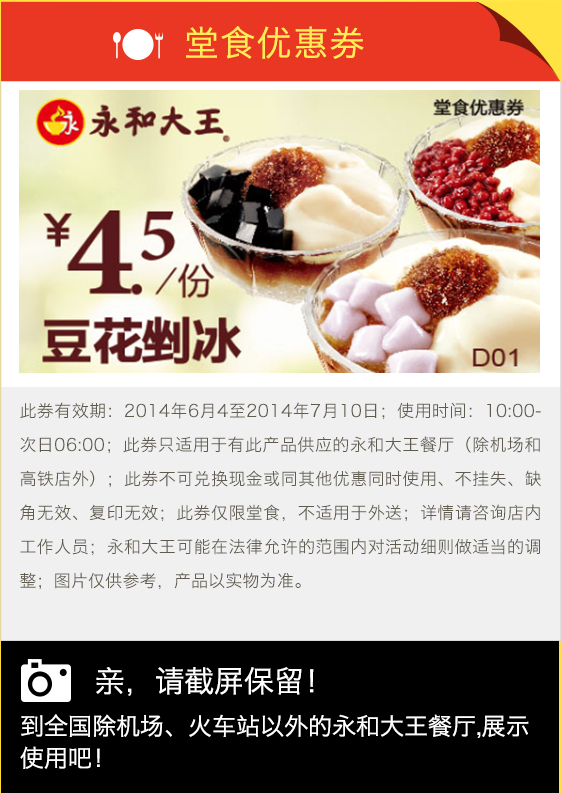 堂食优惠券
永
永和大王
堂食优惠券
¥4.5/份
豆花剉冰
D01
此券有效期：2014年6月4至2014年7月10日；使用时间：10:00-
次日06:00；此券只适用于有此产品供应的永和大王餐厅（除机场和
高铁店外）；此券不可兑换现金或同其他优惠同时使用、不挂失、缺
角无效、复印无效；此券仅限堂食，不适用于外送；详情请咨询店内
工作人员；永和大王可能在法律允许的范围内对活动细则做适当的调
整；图片仅供参考，产品以实物为准。
亲，请截屏保留！
到全国除机场、火车站以外的永和大王餐厅,展示
使用吧！